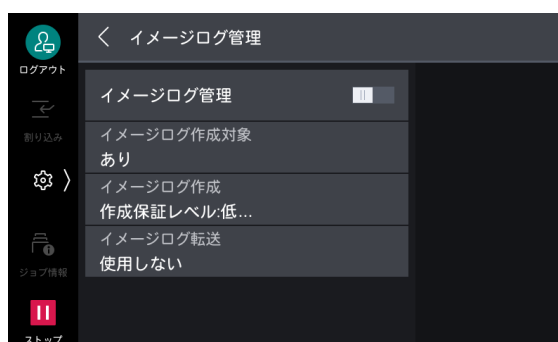 イメージログ管理
ログアウト
イメージログ管理
割り込み
イメージログ作成対象
あり
イメージログ作成
作成保証レベル:低...
イメージログ転送
使用しない
ジョブ情報
ストップ